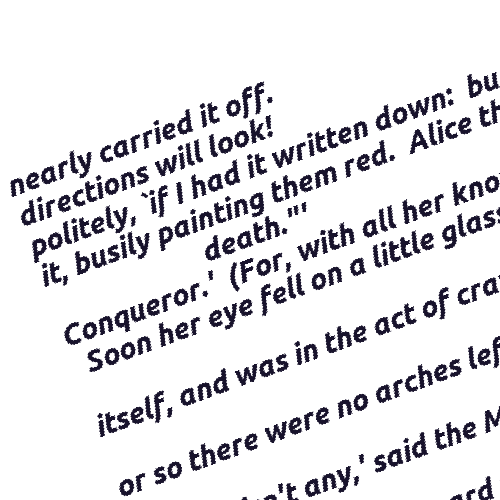 nearly carried it off.
directions will look!
politely, `if I had it written down: bu
it, busily painting them red. Alice th
death."'
Conqueror.' (For, with all her kno
Soon her eye fell on a little glass
itself, and was in the act of cra
or so there were no arches lef
any,' said the M